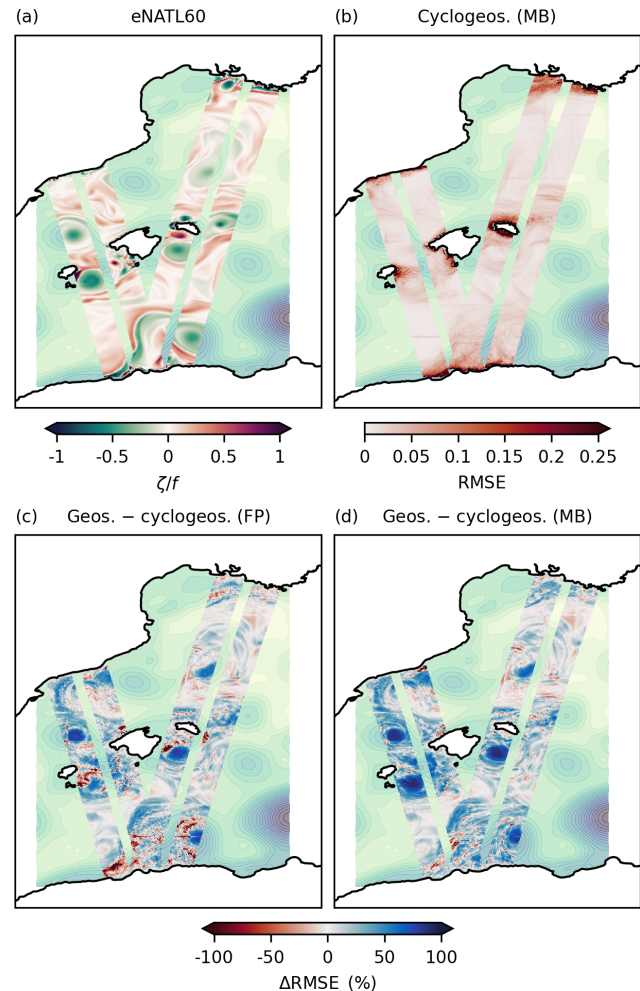 (a) eNATL60
(b) Cyclogeos. (MB)
-1 -0.5 0 0.5 1
ζ/f
0 0.05 0.1 0.15 0.2 0.25
RMSE
(c) Geos. − cyclogeos. (FP)
(d) Geos. − cyclogeos. (MB)
-100 -50 0 50 100
ΔRMSE (%)